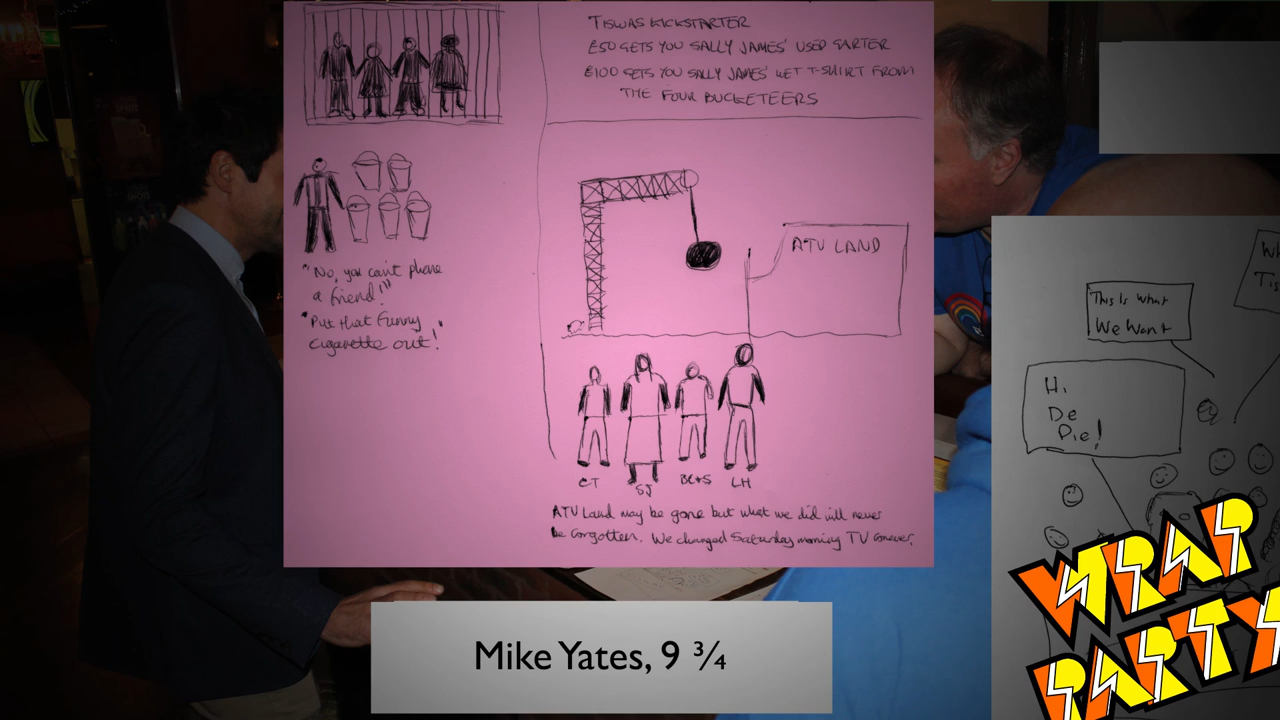 TISWAS KICKSTARTER
£50 GETS YOU SALLY JAMES' USED GARTER
£100 GETS YOU SALLY JAMES' WET T-SHIRT FROM
THE FOUR BUCKETEERS
"No, you can't phone
a friend!"
"Put that funny
cigarette out!"
ATV LAND
CT
SJ
BC+S
LH
ATV Land may be gone but what we did will never
be forgotten. We changed Saturday morning TV forever.
This Is What
We Want
Hi
De
Die!
Mike Yates, 9 ¾
WRAP
PARTY